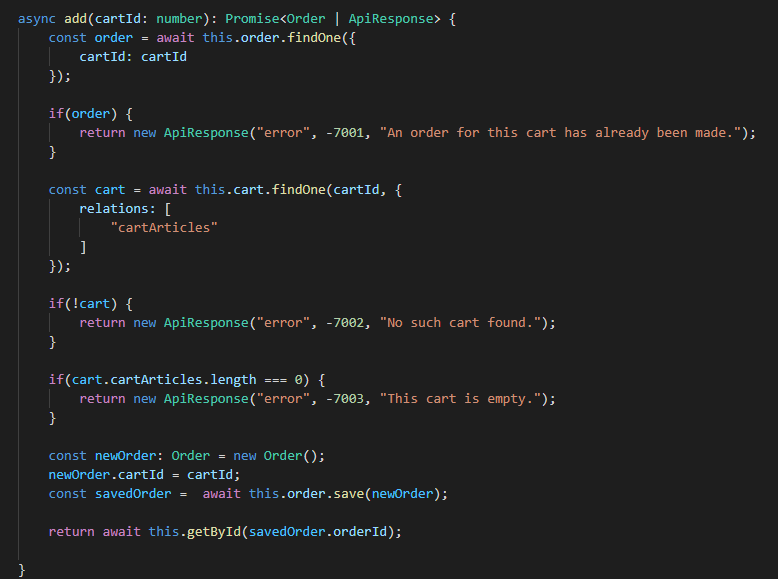 async add(cartId: number): Promise<Order | ApiResponse> {
    const order = await this.order.findOne({
        cartId: cartId
    });

    if(order) {
        return new ApiResponse("error", -7001, "An order for this cart has already been made.");
    }

    const cart = await this.cart.findOne(cartId, {
        relations: [
            "cartArticles"
        ]
    });

    if(!cart) {
        return new ApiResponse("error", -7002, "No such cart found.");
    }

    if(cart.cartArticles.length === 0) {
        return new ApiResponse("error", -7003, "This cart is empty.");
    }

    const newOrder: Order = new Order();
    newOrder.cartId = cartId;
    const savedOrder =  await this.order.save(newOrder);

    return await this.getById(savedOrder.orderId);

}